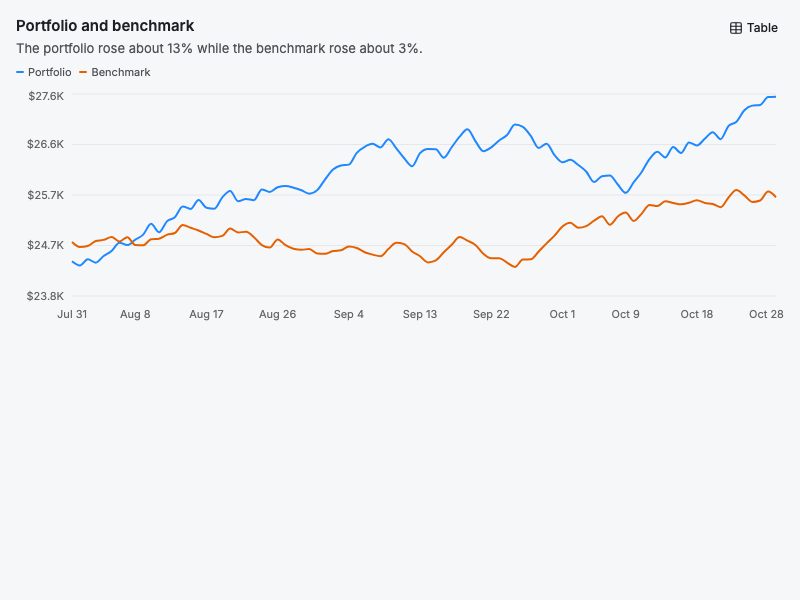 Portfolio and benchmark
Table
The portfolio rose about 13% while the benchmark rose about 3%.
Portfolio
Benchmark
$27.6K
$26.6K
$25.7K
$24.7K
$23.8K
Jul 31
Aug 8
Aug 17
Aug 26
Sep 4
Sep 13
Sep 22
Oct 1
Oct 9
Oct 18
Oct 28